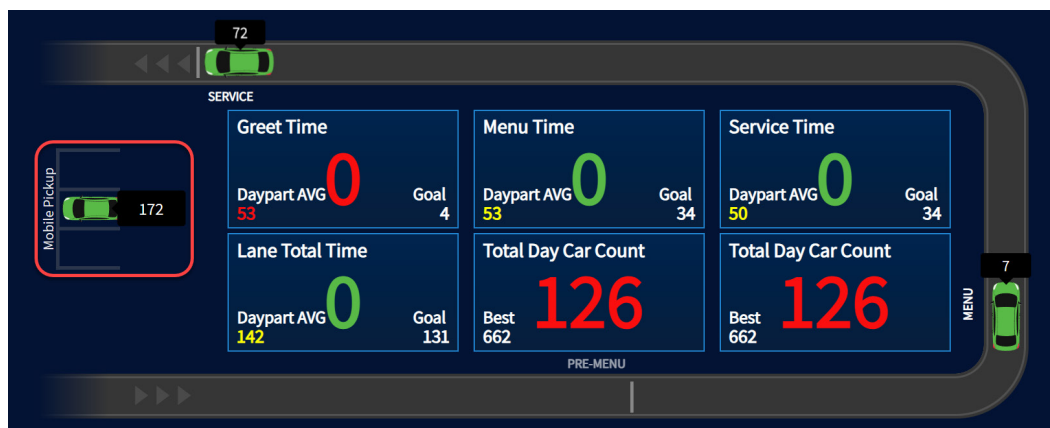 72
SERVICE
Mobile Pickup
172
Greet Time
0
Daypart AVG
53
Goal
4
Menu Time
0
Daypart AVG
53
Goal
34
Service Time
0
Daypart AVG
50
Goal
34
Lane Total Time
0
Daypart AVG
142
Goal
131
Total Day Car Count
126
Best
662
Total Day Car Count
126
Best
662
7
MENU
PRE-MENU